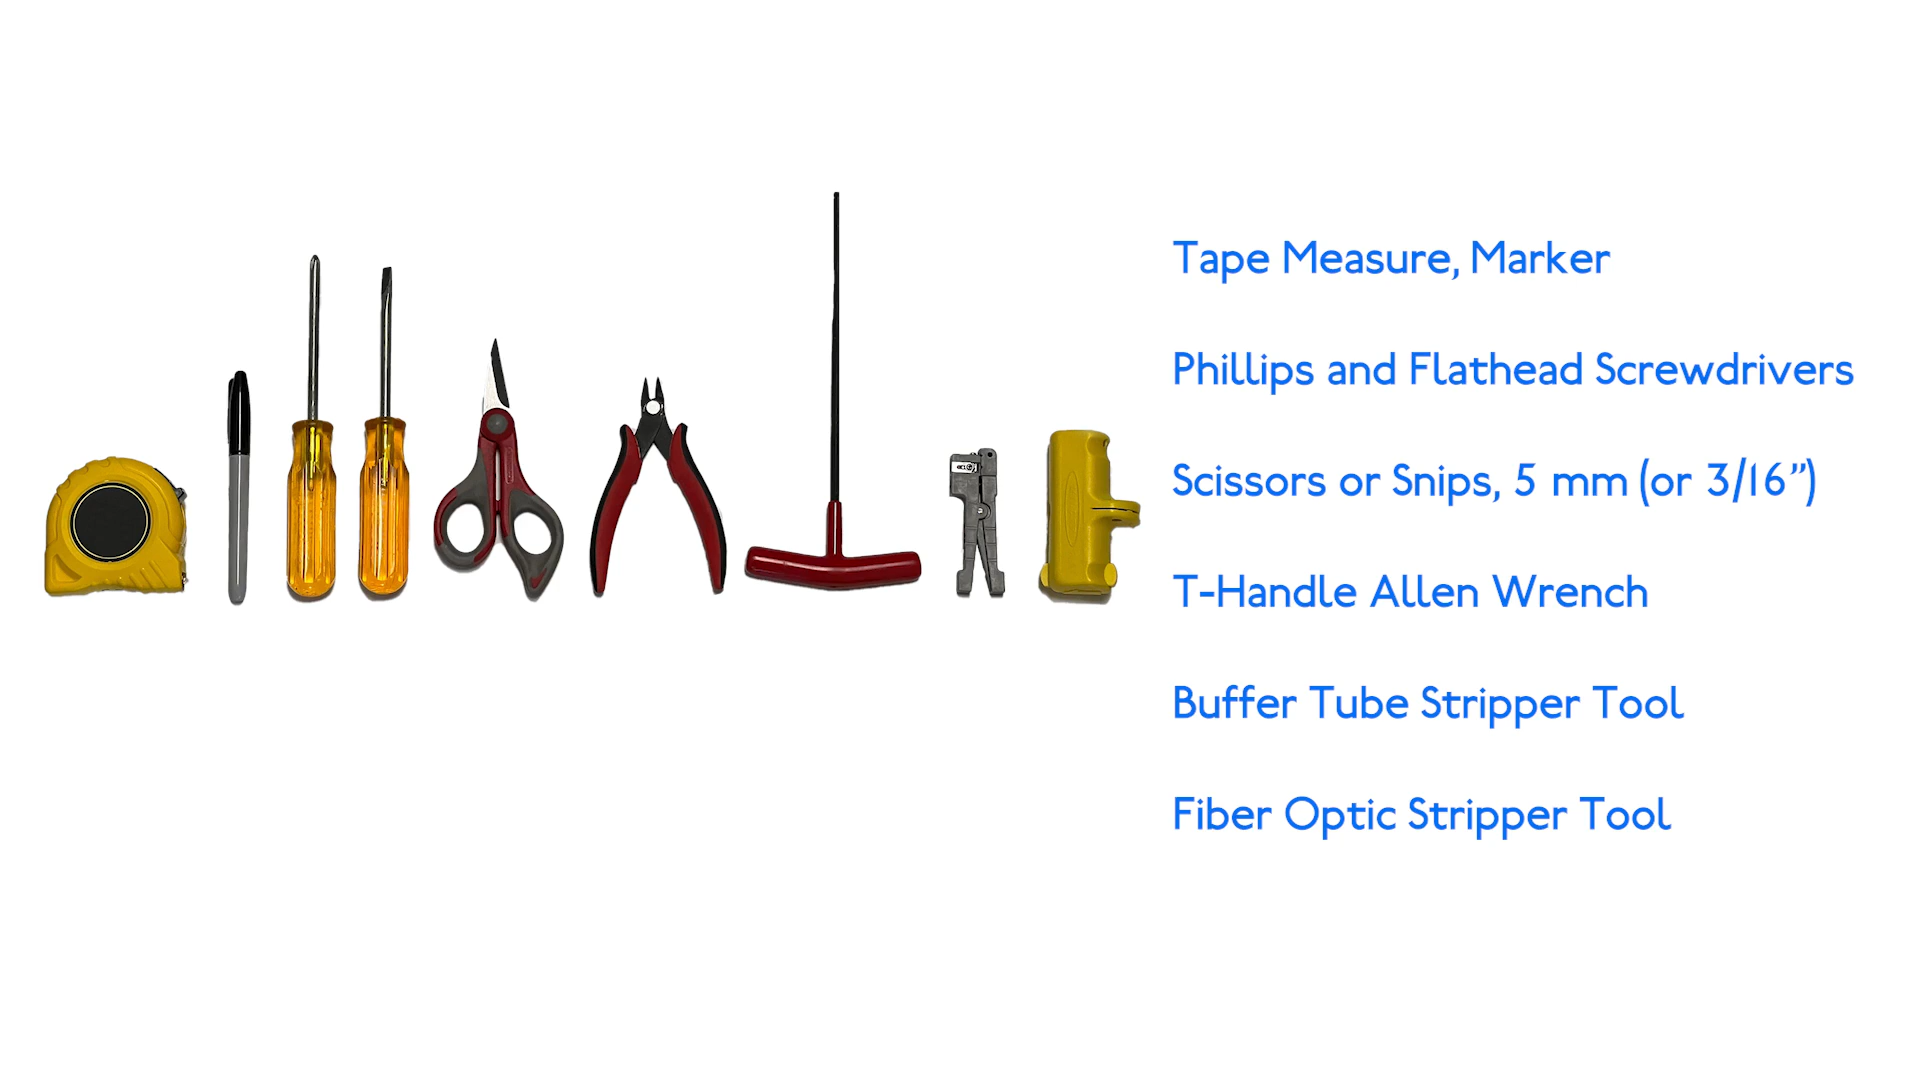 Tape Measure, Marker
Phillips and Flathead Screwdrivers
Scissors or Snips, 5 mm (or 3/16”)
T-Handle Allen Wrench
Buffer Tube Stripper Tool
Fiber Optic Stripper Tool